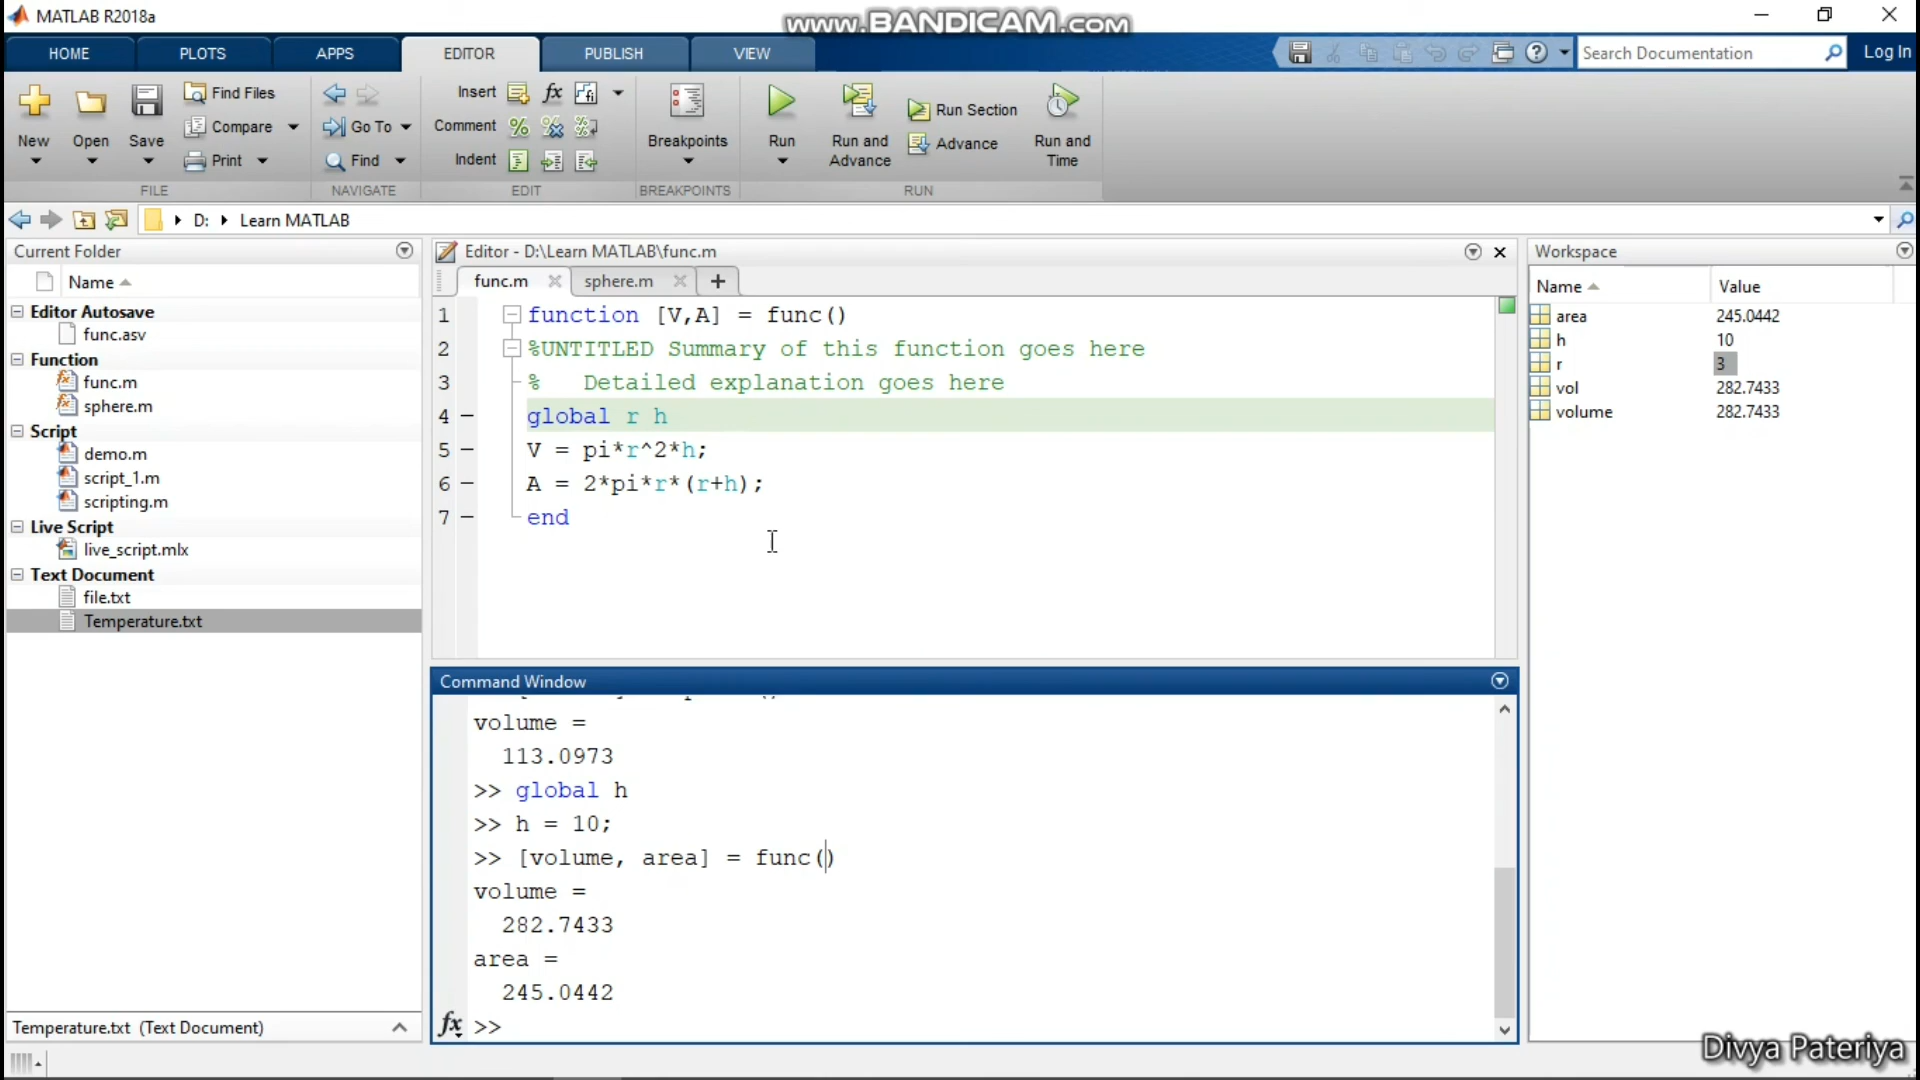 MATLAB R2018a
www.BANDICAM.com
HOME PLOTS APPS EDITOR PUBLISH VIEW
Search Documentation Log In
New Open Save Find Files Compare Print
Go To Find
Insert fx
Comment
Indent
Breakpoints Run Run and Advance Run Section Advance Run and Time
FILE NAVIGATE EDIT BREAKPOINTS RUN
D: Learn MATLAB
Current Folder
Name
Editor Autosave
func.asv
Function
func.m
sphere.m
Script
demo.m
script_1.m
scripting.m
Live Script
live_script.mlx
Text Document
file.txt
Temperature.txt
Temperature.txt (Text Document)
Editor - D:\Learn MATLAB\func.m
func.m sphere.m +
1 function [V,A] = func()
2 %UNTITLED Summary of this function goes here
3 % Detailed explanation goes here
4 – global r h
5 – V = pi*r^2*h;
6 – A = 2*pi*r*(r+h);
7 – end
Command Window
volume =
113.0973
>> global h
>> h = 10;
>> [volume, area] = func()
volume =
282.7433
area =
245.0442
fx >>
Workspace
Name Value
area 245.0442
h 10
r 3
vol 282.7433
volume 282.7433
Divya Pateriya